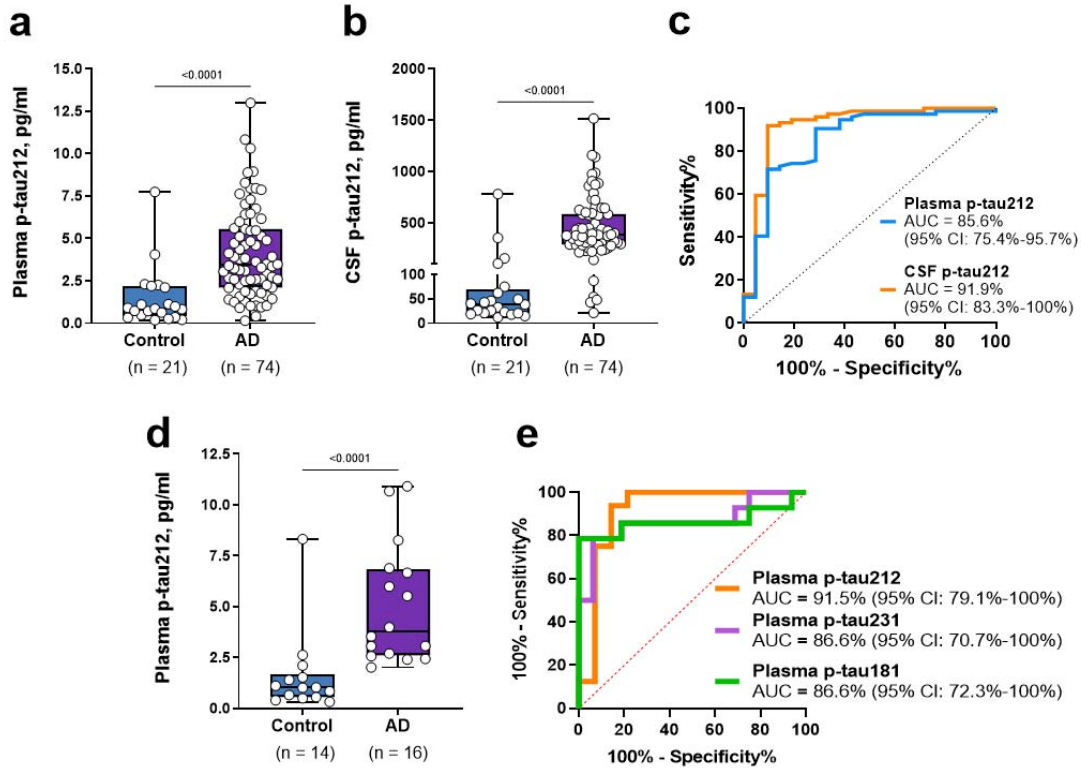 a
Plasma p-tau212, pg/ml
15.0
12.5
10.0
7.5
5.0
2.5
0.0
<0.0001
Control
AD
(n = 21)
(n = 74)
b
CSF p-tau212, pg/ml
2000
1500
1000
500
100
50
0
<0.0001
Control
AD
(n = 21)
(n = 74)
c
Sensitivity%
100
80
60
40
20
0
0 20 40 60 80 100
100% - Specificity%
Plasma p-tau212
AUC = 85.6%
(95% CI: 75.4%-95.7%)
CSF p-tau212
AUC = 91.9%
(95% CI: 83.3%-100%)
d
Plasma p-tau212, pg/ml
12.5
10.0
7.5
5.0
2.5
0.0
<0.0001
Control
AD
(n = 14)
(n = 16)
e
100% - Sensitivity%
100
80
60
40
20
0
0 20 40 60 80 100
100% - Specificity%
Plasma p-tau212
AUC = 91.5% (95% CI: 79.1%-100%)
Plasma p-tau231
AUC = 86.6% (95% CI: 70.7%-100%)
Plasma p-tau181
AUC = 86.6% (95% CI: 72.3%-100%)